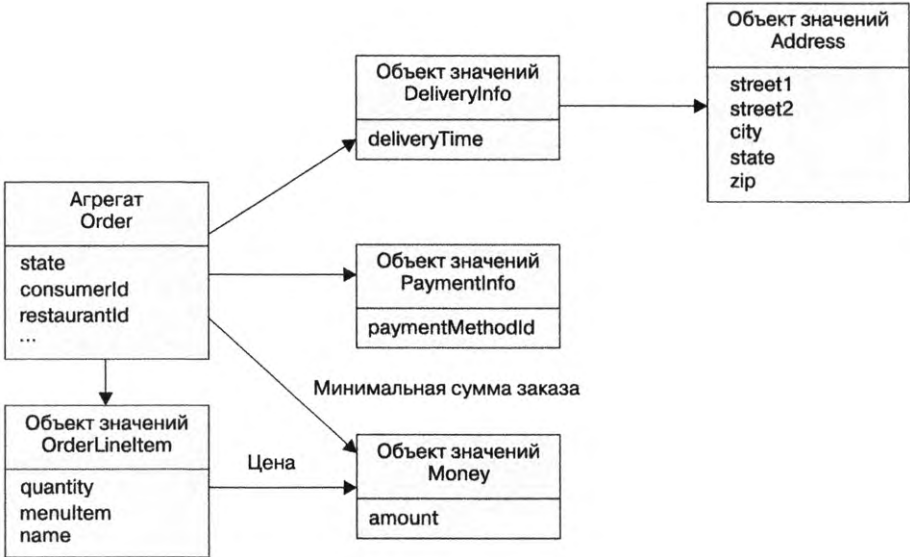 Объект значений
Address
street1
street2
city
state
zip
Объект значений
DeliveryInfo
deliveryTime
Агрегат
Order
state
consumerId
restaurantId
...
Объект значений
PaymentInfo
paymentMethodId
Минимальная сумма заказа
Объект значений
OrderLineItem
quantity
menuItem
name
Цена
Объект значений
Money
amount